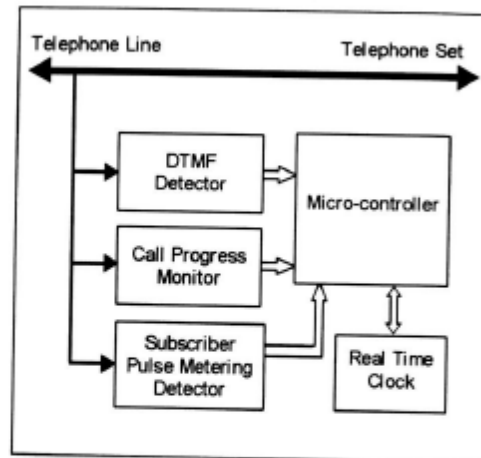 Telephone Line
Telephone Set
DTMF
Detector
Micro-controller
Call Progress
Monitor
Subscriber
Pulse Metering
Detector
Real Time
Clock